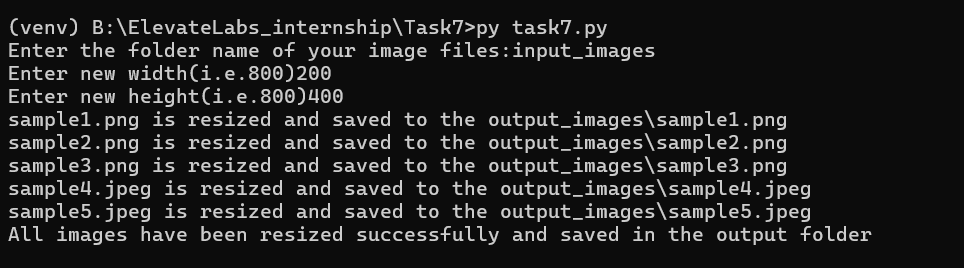 (venv) B:\ElevateLabs_internship\Task7>py task7.py
Enter the folder name of your image files:input_images
Enter new width(i.e.800)200
Enter new height(i.e.800)400
sample1.png is resized and saved to the output_images\sample1.png
sample2.png is resized and saved to the output_images\sample2.png
sample3.png is resized and saved to the output_images\sample3.png
sample4.jpeg is resized and saved to the output_images\sample4.jpeg
sample5.jpeg is resized and saved to the output_images\sample5.jpeg
All images have been resized successfully and saved in the output folder